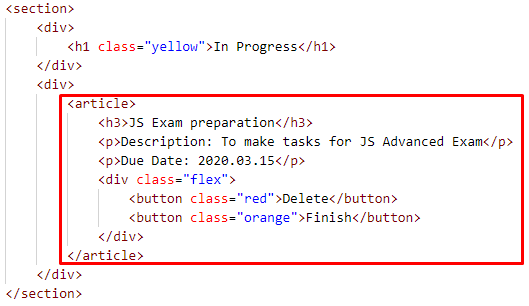 <section>
<div>
<h1 class="yellow">In Progress</h1>
</div>
<div>
<article>
<h3>JS Exam preparation</h3>
<p>Description: To make tasks for JS Advanced Exam</p>
<p>Due Date: 2020.03.15</p>
<div class="flex">
<button class="red">Delete</button>
<button class="orange">Finish</button>
</div>
</article>
</div>
</section>